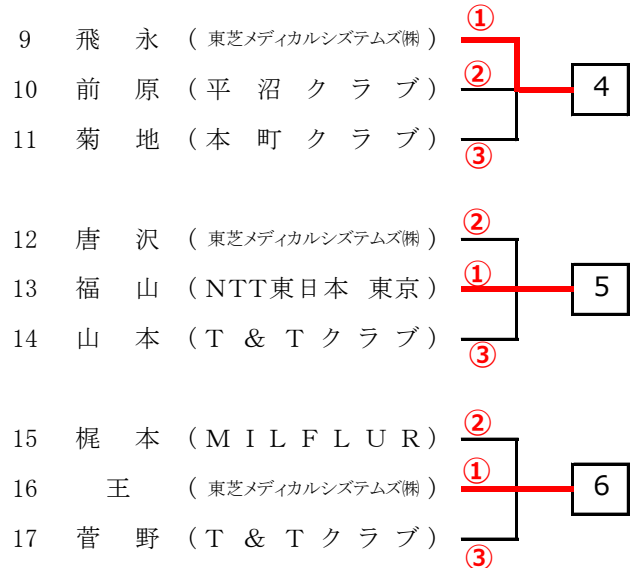 ①
9 飛 永 ( 東芝メディカルシステムズ㈱ )
②
10 前 原 ( 平 沼 ク ラ ブ ) 4
11 菊 地 ( 本 町 ク ラ ブ )
③
②
12 唐 沢 ( 東芝メディカルシステムズ㈱ )
①
13 福 山 ( NTT東日本 東京 ) 5
14 山 本 ( T & T ク ラ ブ )
③
②
15 梶 本 ( M I L F L U R )
①
16 王 ( 東芝メディカルシステムズ㈱ ) 6
17 菅 野 ( T & T ク ラ ブ )
③